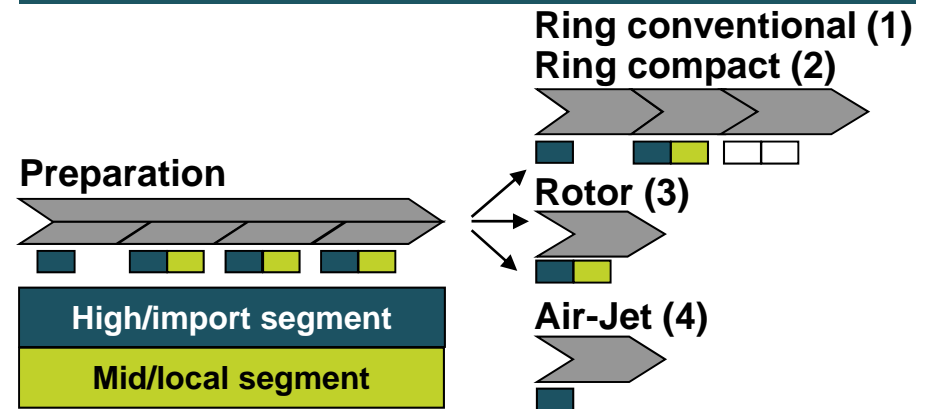 Ring conventional (1)
Ring compact (2)
Preparation
Rotor (3)
High/import segment
Air-Jet (4)
Mid/local segment